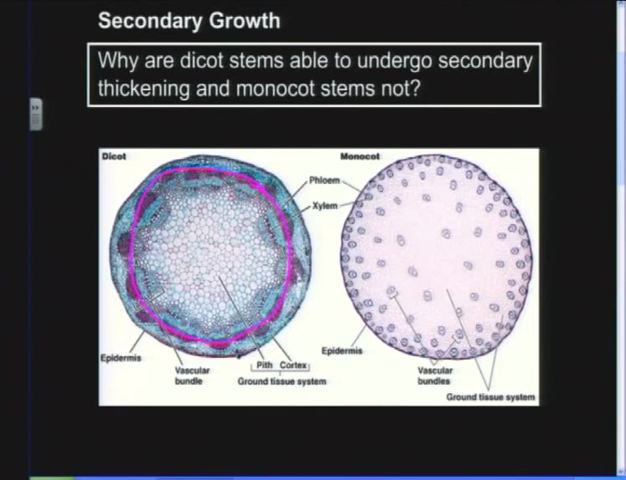 Secondary Growth
Why are dicot stems able to undergo secondary
thickening and monocot stems not?
Dicot
Monocot
Phloem
Xylem
Epidermis
Vascular
bundle
Pith Cortex
Ground tissue system
Epidermis
Vascular
bundles
Ground tissue system